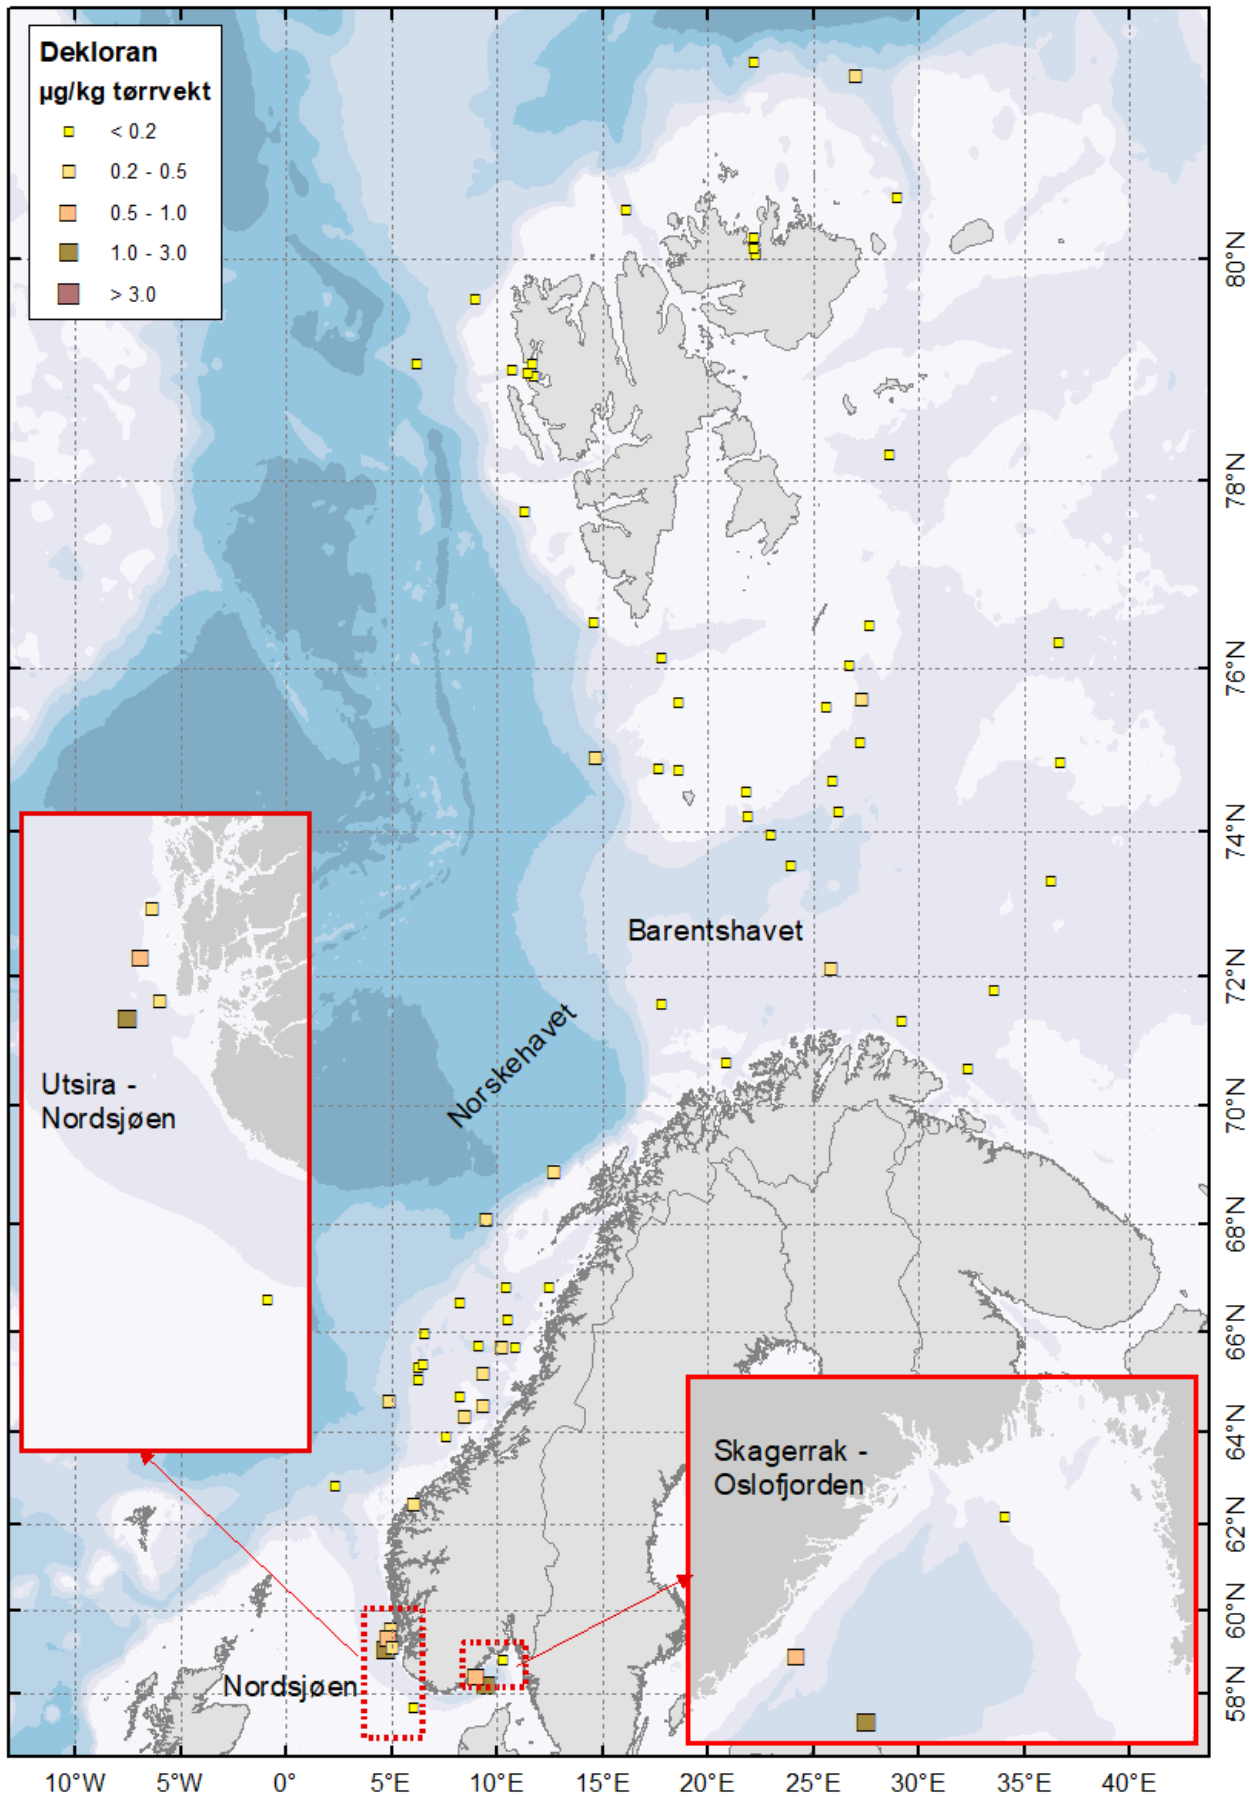 Dekloran
µg/kg tørrvekt
< 0.2
0.2 - 0.5
0.5 - 1.0
1.0 - 3.0
> 3.0
80°N
78°N
76°N
74°N
72°N
70°N
68°N
66°N
64°N
62°N
60°N
58°N
Barentshavet
Norskehavet
Utsira -
Nordsjøen
Skagerrak -
Oslofjorden
Nordsjøen
10°W
5°W
0°
5°E
10°E
15°E
20°E
25°E
30°E
35°E
40°E